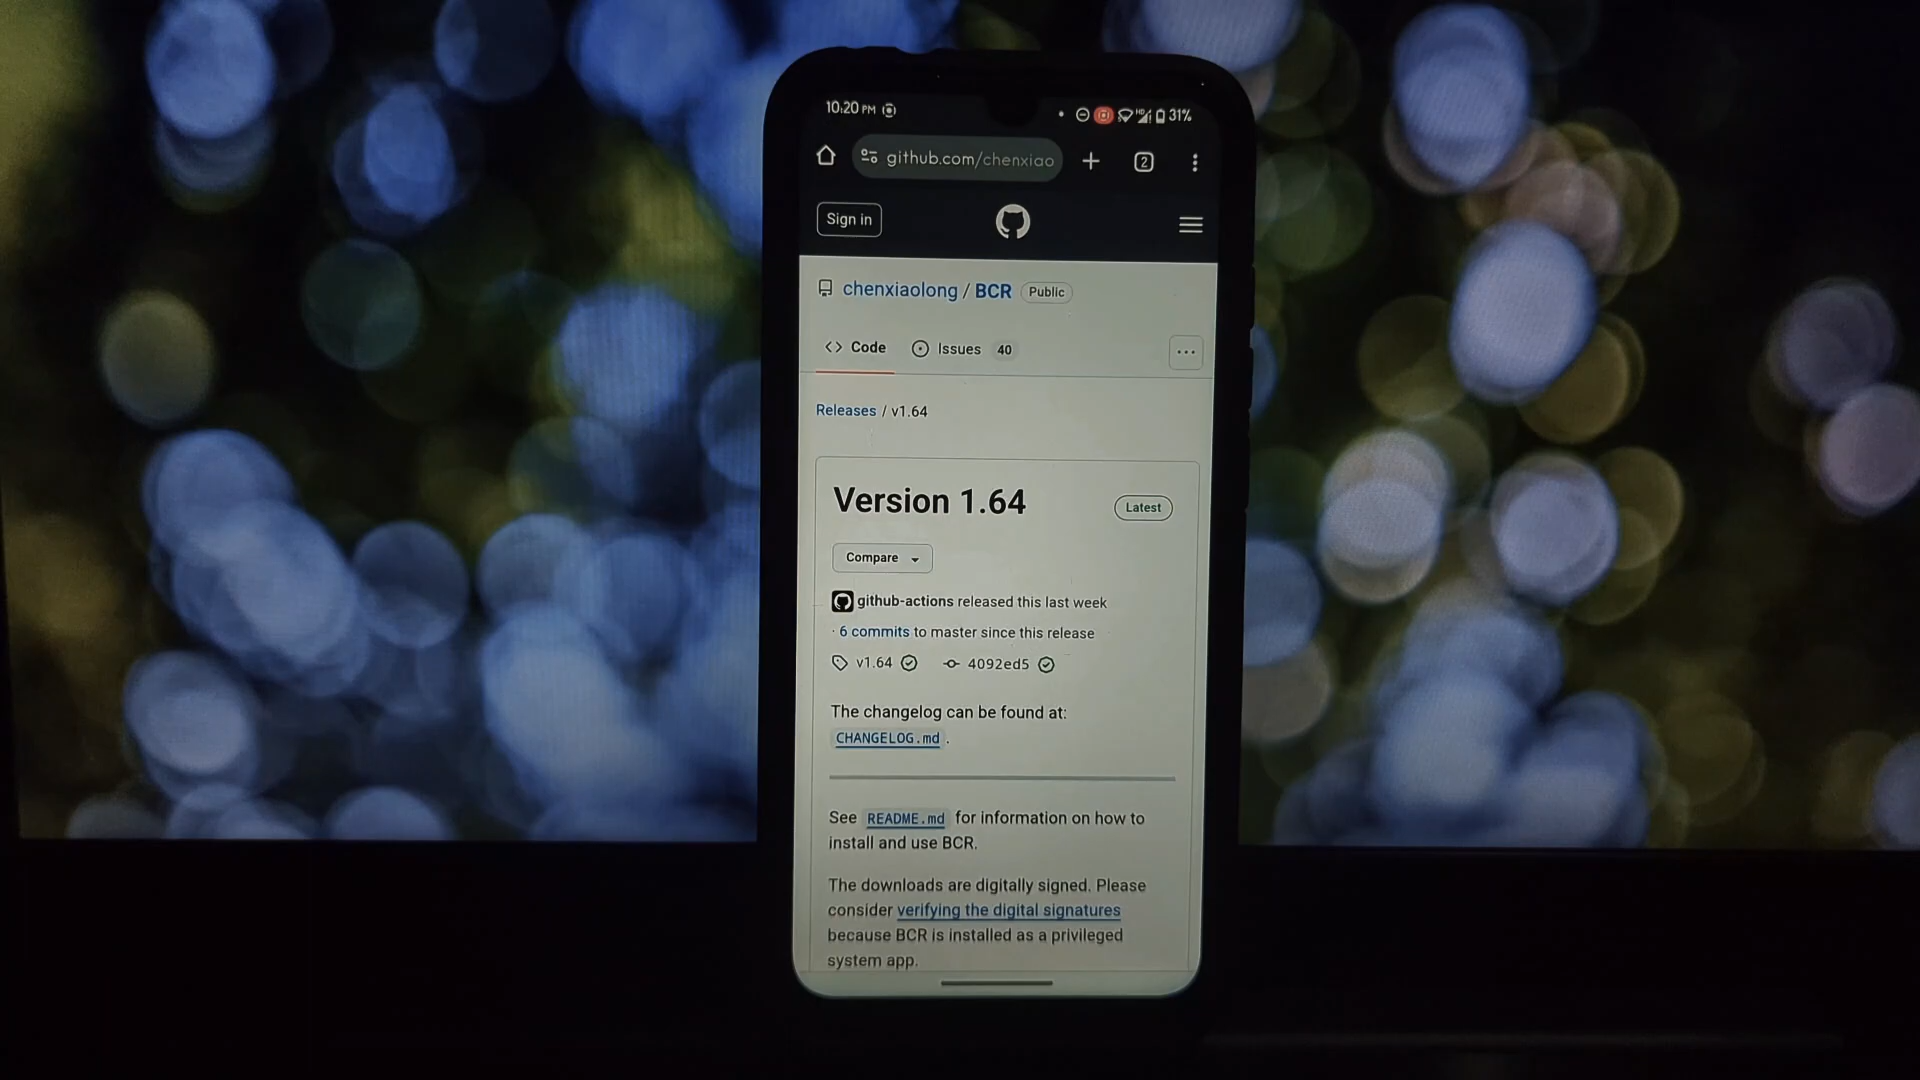 10:20 PM HD 31%
github.com/chenxiao 2
Sign in
chenxiaolong / BCR Public
Code Issues 40
Releases / v1.64
Version 1.64 Latest
Compare
github-actions released this last week
· 6 commits to master since this release
v1.64 4092ed5
The changelog can be found at:
CHANGELOG.md .
See README.md for information on how to
install and use BCR.
The downloads are digitally signed. Please
consider verifying the digital signatures
because BCR is installed as a privileged
system app.